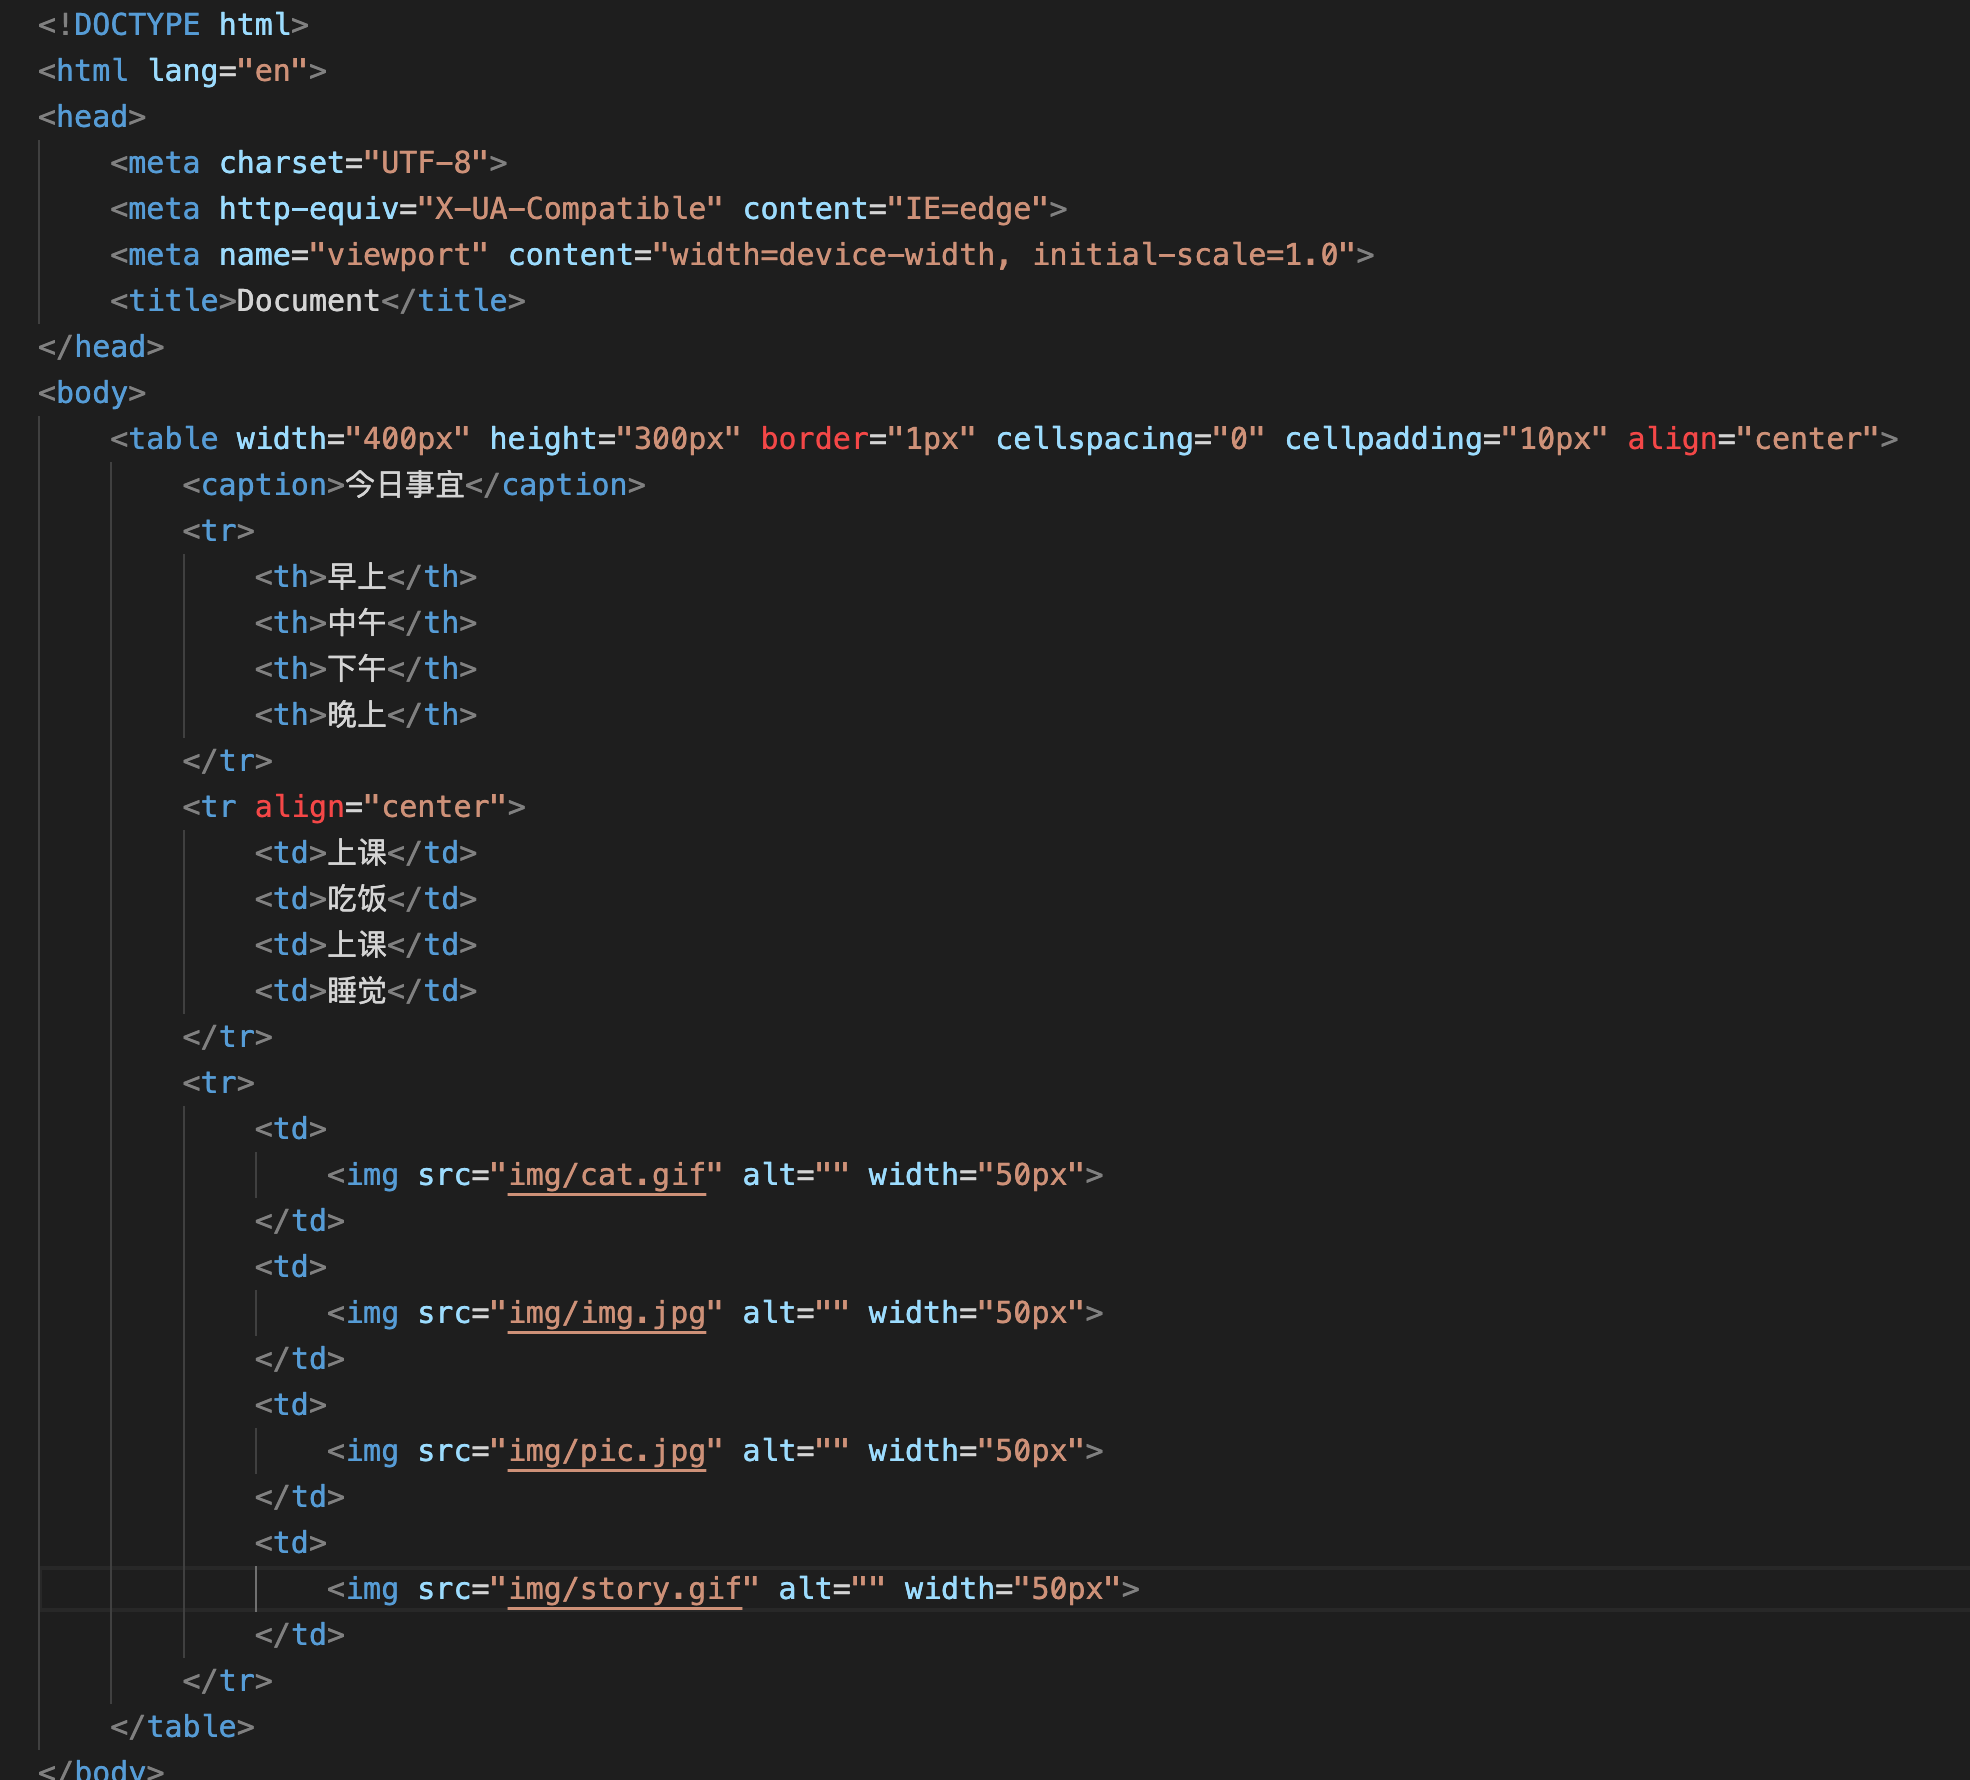 <!DOCTYPE html>
<html lang="en">
<head>
    <meta charset="UTF-8">
    <meta http-equiv="X-UA-Compatible" content="IE=edge">
    <meta name="viewport" content="width=device-width, initial-scale=1.0">
    <title>Document</title>
</head>
<body>
    <table width="400px" height="300px" border="1px" cellspacing="0" cellpadding="10px" align="center">
        <caption>今日事宜</caption>
        <tr>
            <th>早上</th>
            <th>中午</th>
            <th>下午</th>
            <th>晚上</th>
        </tr>
        <tr align="center">
            <td>上课</td>
            <td>吃饭</td>
            <td>上课</td>
            <td>睡觉</td>
        </tr>
        <tr>
            <td>
                <img src="img/cat.gif" alt="" width="50px">
            </td>
            <td>
                <img src="img/img.jpg" alt="" width="50px">
            </td>
            <td>
                <img src="img/pic.jpg" alt="" width="50px">
            </td>
            <td>
                <img src="img/story.gif" alt="" width="50px">
            </td>
        </tr>
    </table>
</body>